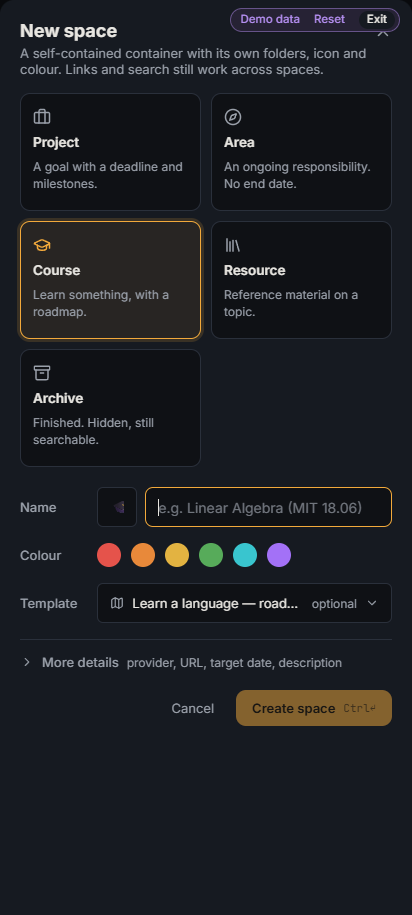 Demo data Reset Exit
New space
A self-contained container with its own folders, icon and
colour. Links and search still work across spaces.
Project
A goal with a deadline and
milestones.
Area
An ongoing responsibility.
No end date.
Course
Learn something, with a
roadmap.
Resource
Reference material on a
topic.
Archive
Finished. Hidden, still
searchable.
Name
e.g. Linear Algebra (MIT 18.06)
Colour
Template
Learn a language — road... optional
More details provider, URL, target date, description
Cancel
Create space Ctrl↵